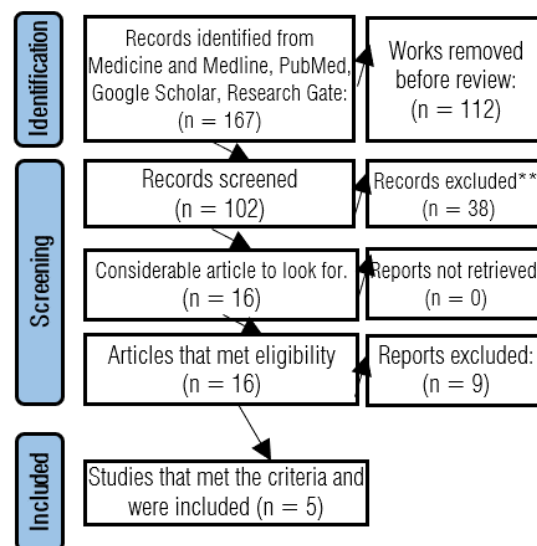 Identification
Records identified from
Medicine and Medline, PubMed,
Google Scholar, Research Gate:
(n = 167)
Works removed
before review:
(n = 112)
Screening
Records screened
(n = 102)
Records excluded**
(n = 38)
Considerable article to look for.
(n = 16)
Reports not retrieved
(n = 0)
Articles that met eligibility
(n = 16)
Reports excluded:
(n = 9)
Included
Studies that met the criteria and
were included (n = 5)